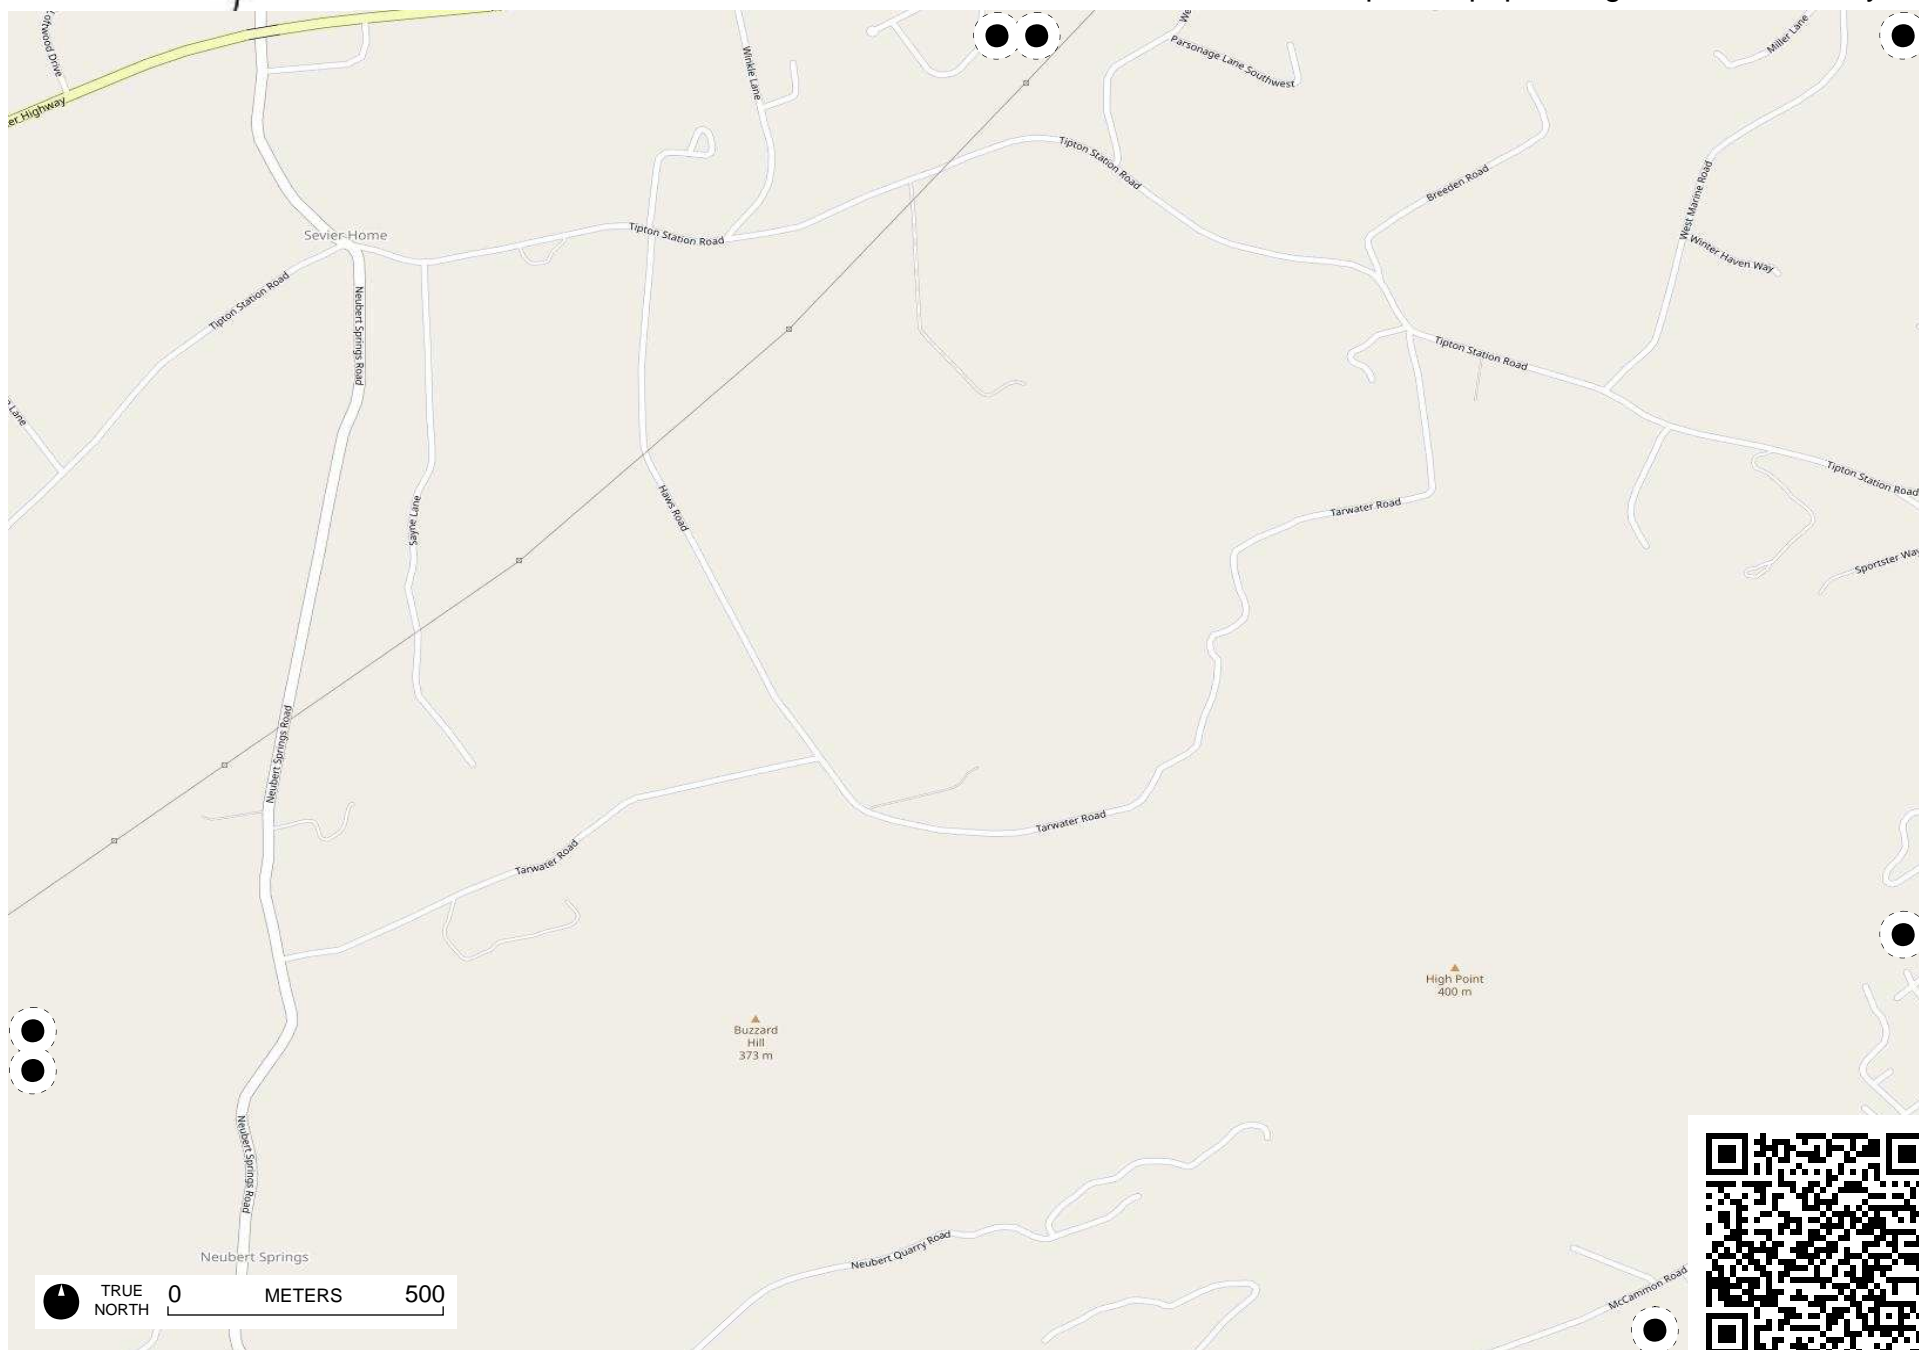 Winkle Lane
Parsonage Lane Southwest
Miller Lane
er Highway
Tipton Station Road
Breeden Road
West Marine Road
Winter Haven Way
Sevier Home
Tipton Station Road
Tipton Station Road
Neubert Springs Road
Tipton Station Road
Lane
Tipton Station Road
Haws Road
Sayne Lane
Tarwater Road
Sportster Way
Neubert Springs Road
Tarwater Road
Tarwater Road
High Point
400 m
Buzzard
Hill
373 m
Neubert Springs Road
Neubert Quarry Road
Neubert Springs
McCammon Road
TRUE
NORTH
0 METERS 500